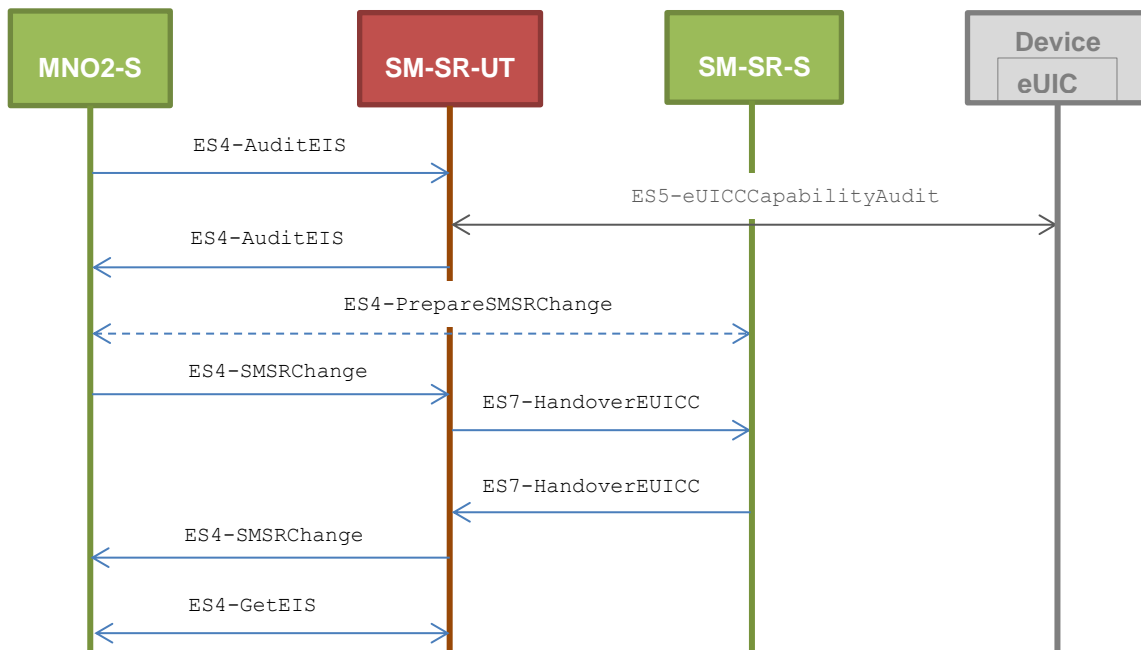 MNO2-S
SM-SR-UT
SM-SR-S
Device
eUIC
ES4-AuditEIS
ES5-eUICCCapabilityAudit
ES4-AuditEIS
ES4-PrepareSMSRChange
ES4-SMSRChange
ES7-HandoverEUICC
ES7-HandoverEUICC
ES4-SMSRChange
ES4-GetEIS